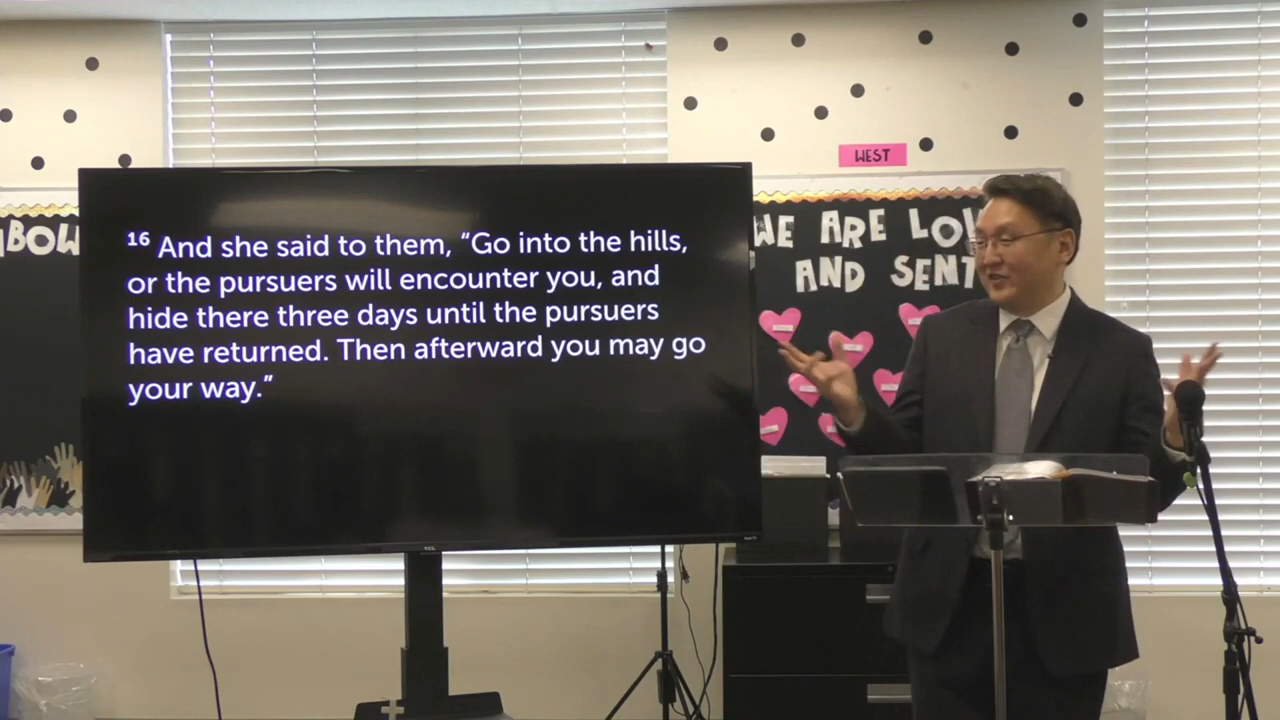 WEST
BOW
WE ARE LOV
AND SENT
16 And she said to them, “Go into the hills,
or the pursuers will encounter you, and
hide there three days until the pursuers
have returned. Then afterward you may go
your way.”
TCL